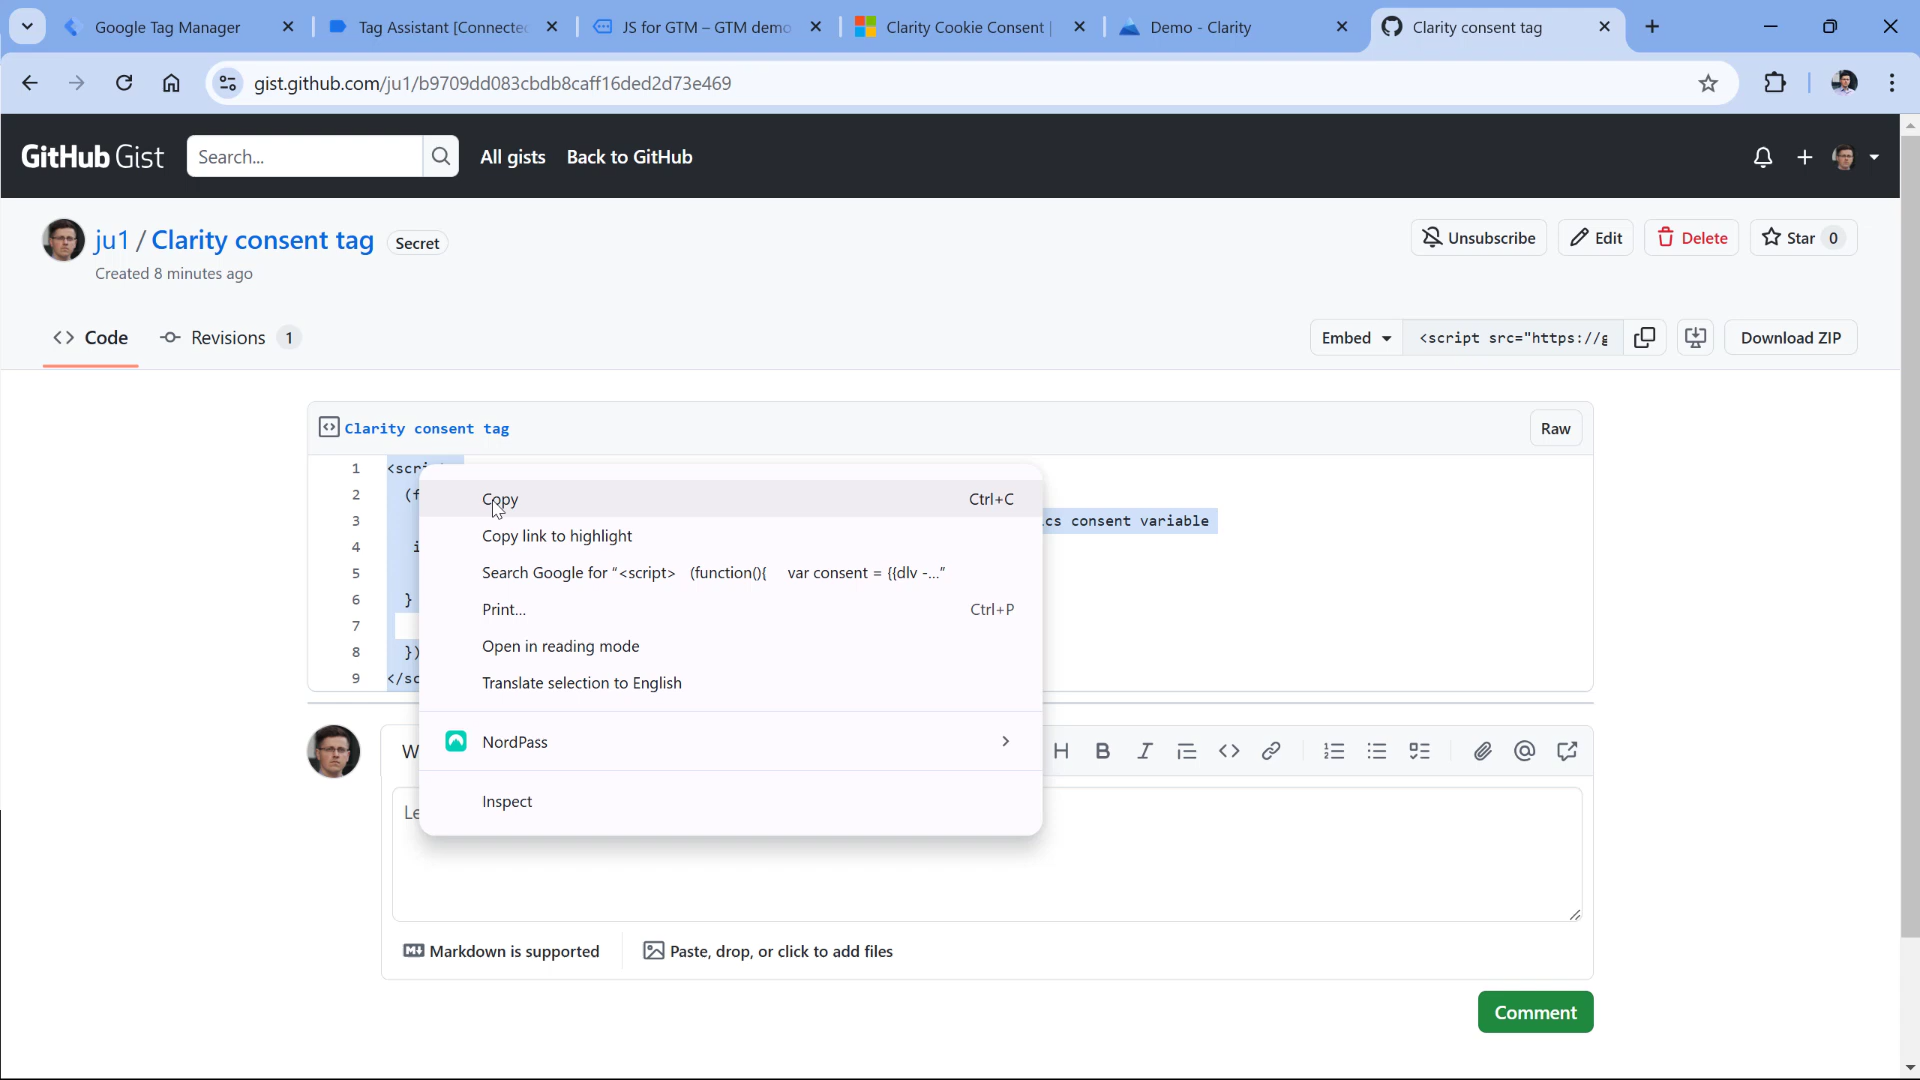 Google Tag Manager
Tag Assistant [Connected
JS for GTM – GTM demo
Clarity Cookie Consent |
Demo - Clarity
Clarity consent tag
gist.github.com/ju1/b9709dd083cbdb8caff16ded2d73e469
GitHub Gist
Search...
All gists
Back to GitHub
ju1 / Clarity consent tag
Secret
Unsubscribe
Edit
Delete
Star 0
Created 8 minutes ago
Code
Revisions 1
Embed
<script src="https://g
Download ZIP
Clarity consent tag
Raw
1 <scri
2 (f
3 cs consent variable
4 i
5
6 }
7
8 })
9 </sc
Copy Ctrl+C
Copy link to highlight
Search Google for “<script> (function(){ var consent = {{dlv -...”
Print... Ctrl+P
Open in reading mode
Translate selection to English
NordPass
Inspect
W
H B I
Le
Markdown is supported
Paste, drop, or click to add files
Comment